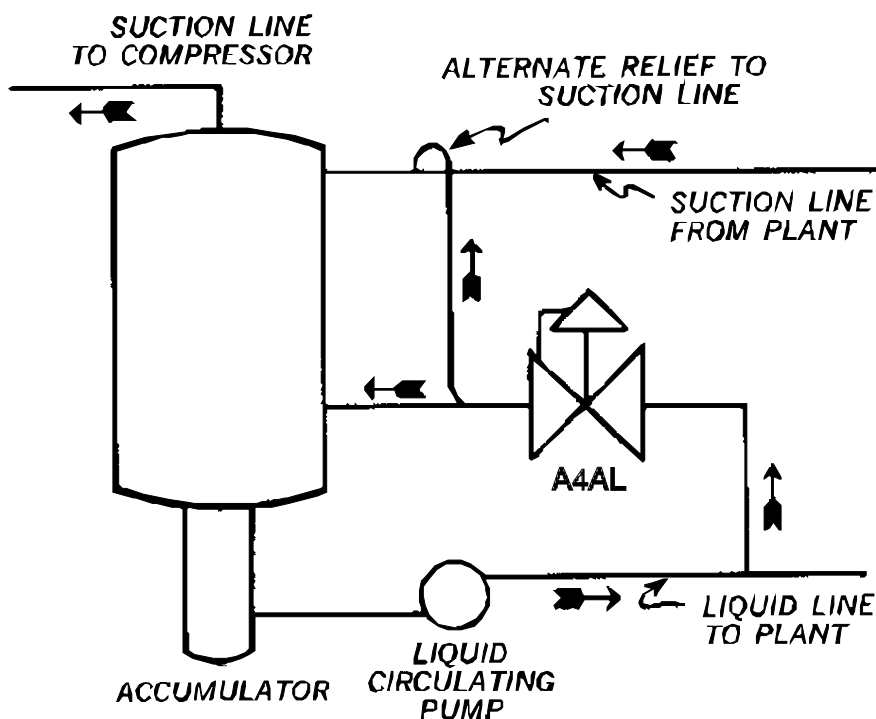 SUCTION LINE
TO COMPRESSOR
ALTERNATE RELIEF TO
SUCTION LINE
SUCTION LINE
FROM PLANT
A4AL
LIQUID LINE
TO PLANT
LIQUID
CIRCULATING
PUMP
ACCUMULATOR